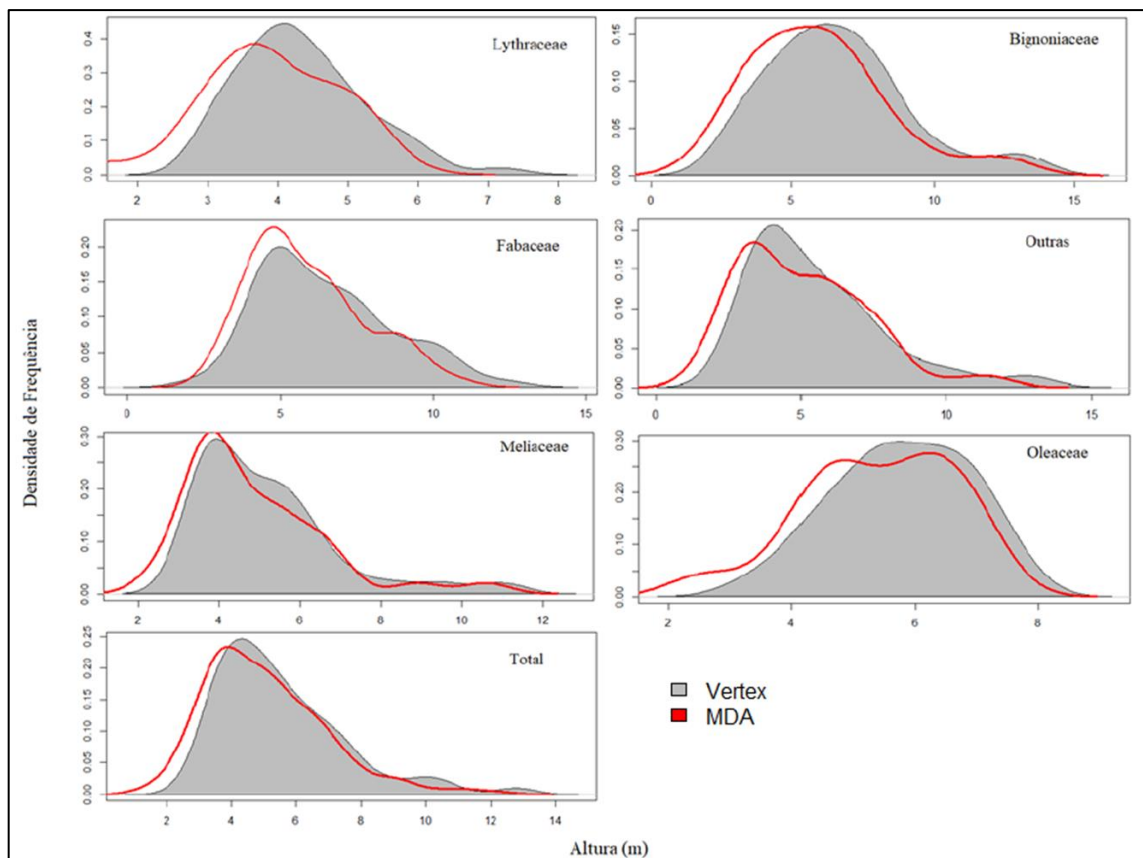 Densidade de Frequência
Lythraceae
0.0 0.1 0.2 0.3 0.4
2 3 4 5 6 7 8
Bignoniaceae
0.00 0.05 0.10 0.15
0 5 10 15
Fabaceae
0.00 0.05 0.10 0.15 0.20
0 5 10 15
Outras
0.00 0.05 0.10 0.15 0.20
0 5 10 15
Meliaceae
0.00 0.10 0.20 0.30
2 4 6 8 10 12
Oleaceae
0.00 0.10 0.20 0.30
2 4 6 8
Total
0.00 0.05 0.10 0.15 0.20 0.25
2 4 6 8 10 12 14
Vertex
MDA
Altura (m)